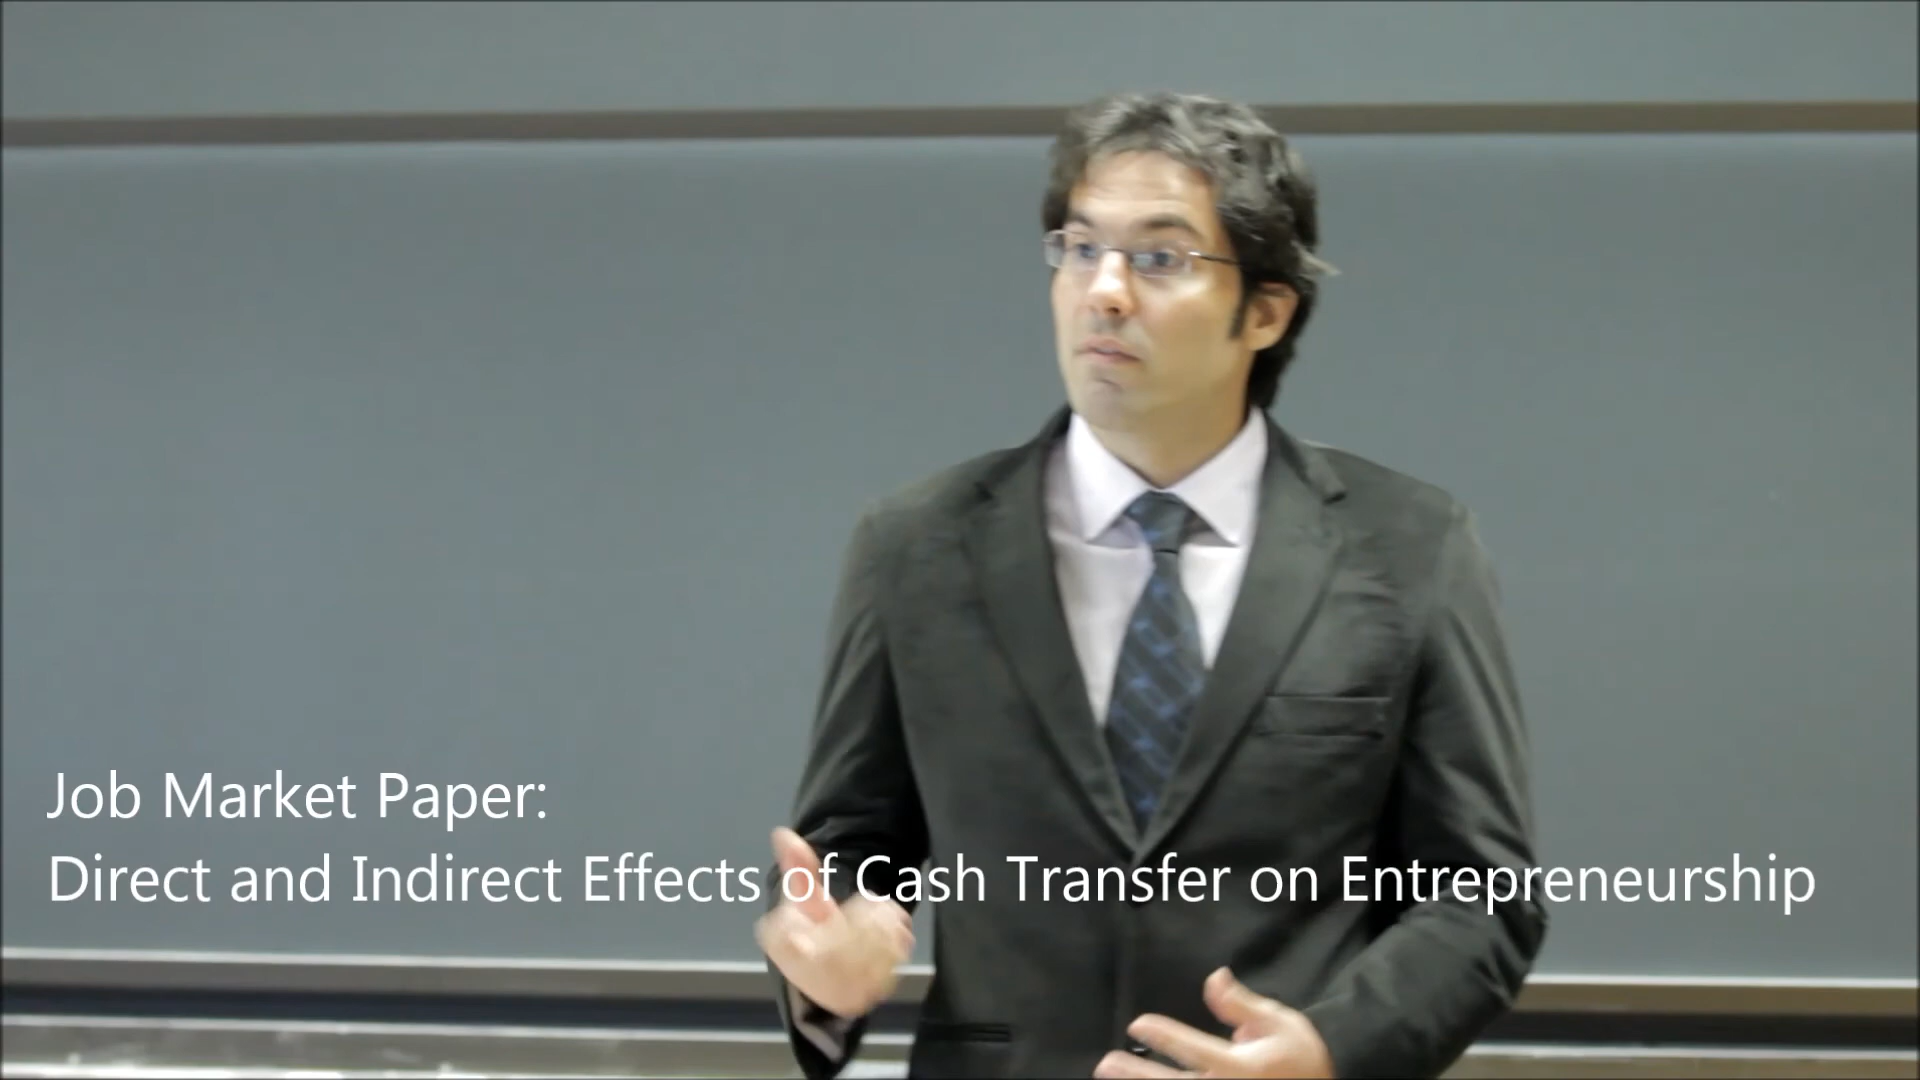 Job Market Paper:
Direct and Indirect Effects of Cash Transfer on Entrepreneurship